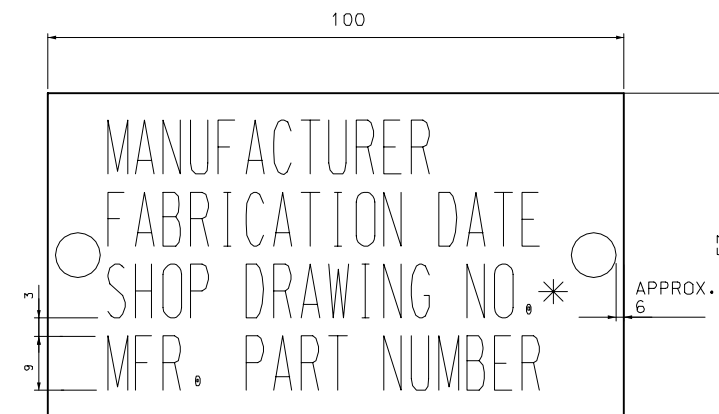 100
MANUFACTURER
FABRICATION DATE
SHOP DRAWING NO.*
MFR. PART NUMBER
3
9
APPROX.
6